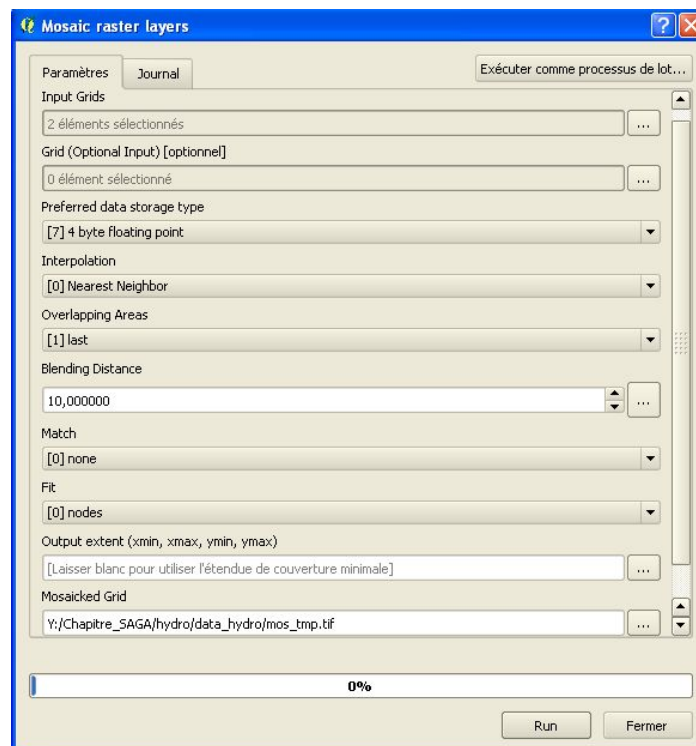 Mosaic raster layers
Paramètres
Journal
Exécuter comme processus de lot...
Input Grids
2 éléments sélectionnés
...
Grid (Optional Input) [optionnel]
0 élément sélectionné
...
Preferred data storage type
[7] 4 byte floating point
Interpolation
[0] Nearest Neighbor
Overlapping Areas
[1] last
Blending Distance
10,000000
...
Match
[0] none
Fit
[0] nodes
Output extent (xmin, xmax, ymin, ymax)
[Laisser blanc pour utiliser l'étendue de couverture minimale]
...
Mosaicked Grid
Y:/Chapitre_SAGA/hydro/data_hydro/mos_tmp.tif
...
0%
Run
Fermer